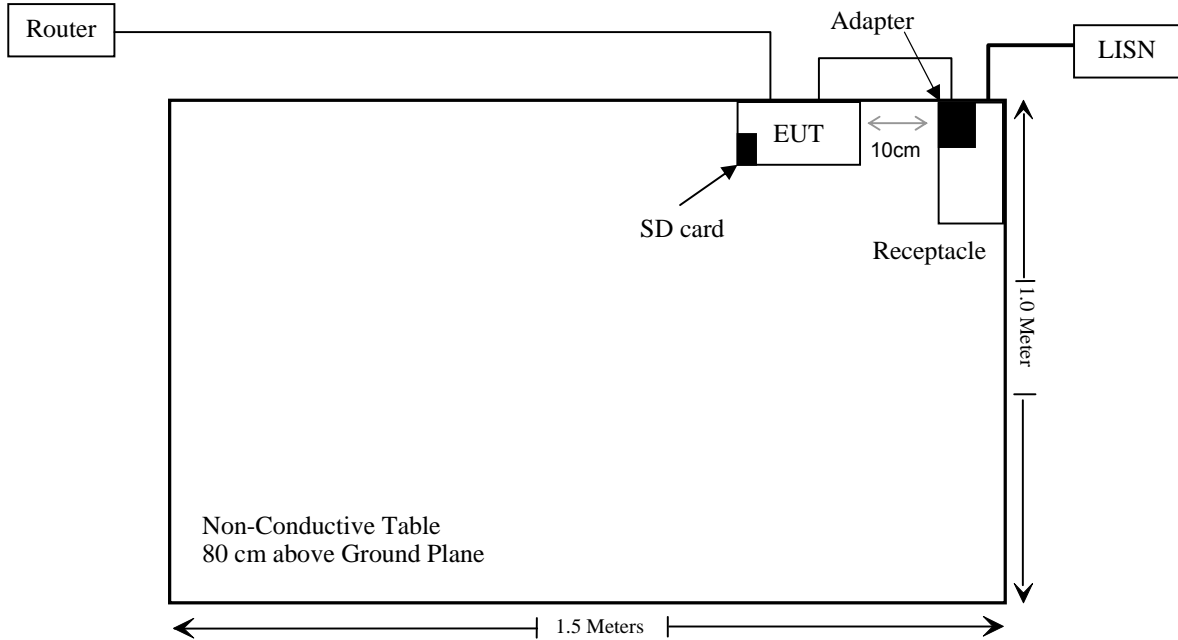 Router
Adapter
LISN
EUT
10cm
SD card
Receptacle
1.0 Meter
Non-Conductive Table
80 cm above Ground Plane
1.5 Meters